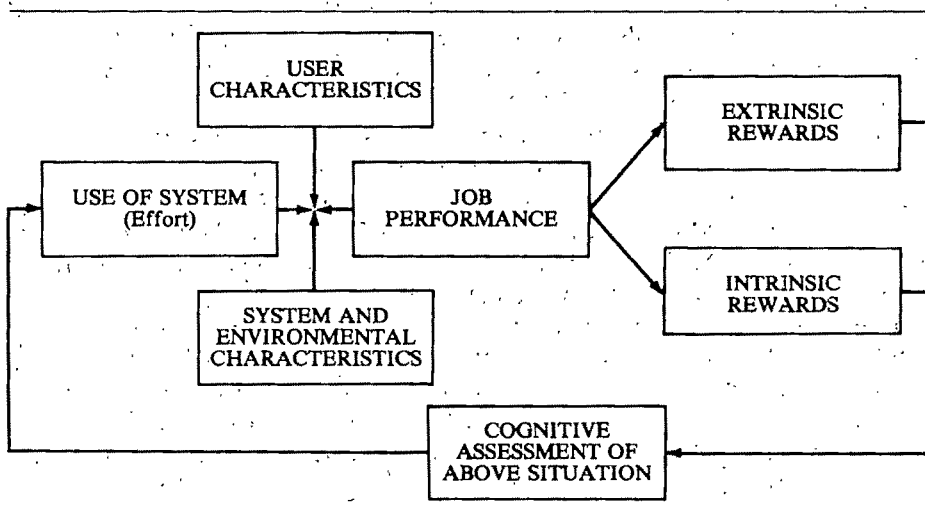 USER
CHARACTERISTICS
EXTRINSIC
REWARDS
USE OF SYSTEM
(Effort)
JOB
PERFORMANCE
INTRINSIC
REWARDS
SYSTEM AND
ENVIRONMENTAL
CHARACTERISTICS
COGNITIVE
ASSESSMENT OF
ABOVE SITUATION